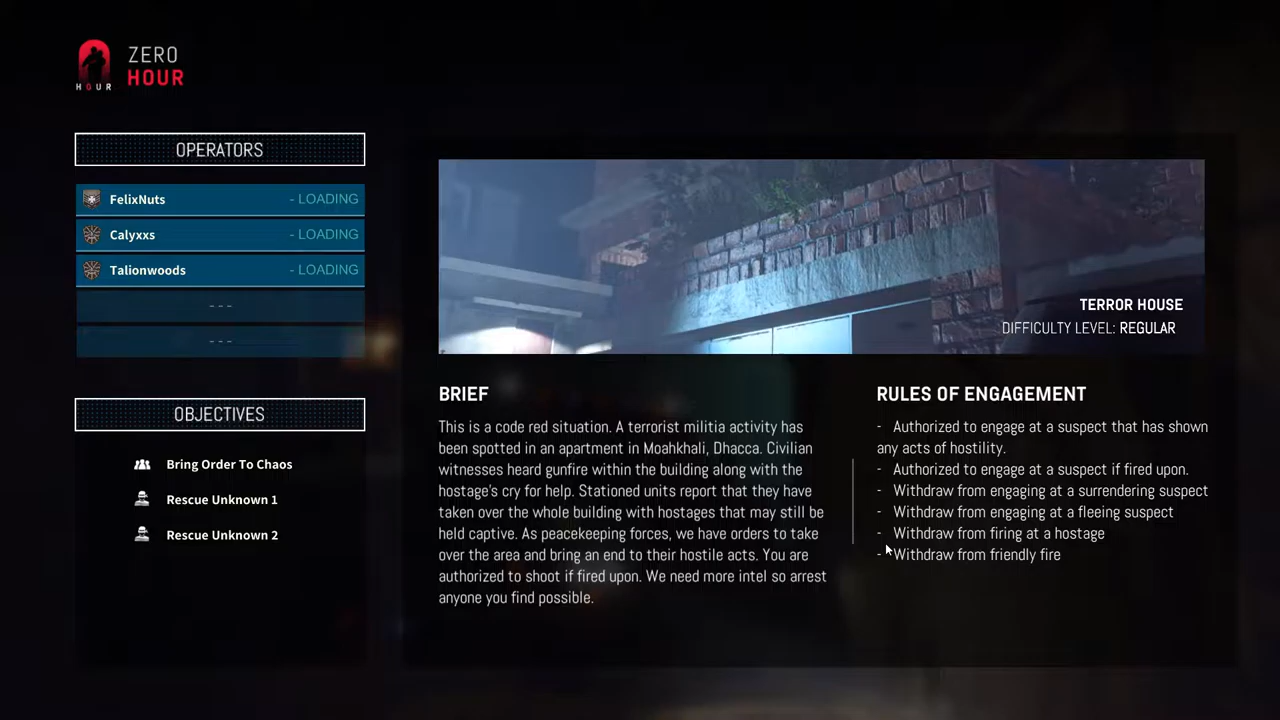 ZERO
HOUR
HOUR
OPERATORS
FelixNuts - LOADING
Calyxxs - LOADING
Talionwoods - LOADING
---
---
OBJECTIVES
Bring Order To Chaos
Rescue Unknown 1
Rescue Unknown 2
TERROR HOUSE
DIFFICULTY LEVEL: REGULAR
BRIEF
This is a code red situation. A terrorist militia activity has
been spotted in an apartment in Moahkhali, Dhacca. Civilian
witnesses heard gunfire within the building along with the
hostage's cry for help. Stationed units report that they have
taken over the whole building with hostages that may still be
held captive. As peacekeeping forces, we have orders to take
over the area and bring an end to their hostile acts. You are
authorized to shoot if fired upon. We need more intel so arrest
anyone you find possible.
RULES OF ENGAGEMENT
- Authorized to engage at a suspect that has shown
any acts of hostility.
- Authorized to engage at a suspect if fired upon.
- Withdraw from engaging at a surrendering suspect
- Withdraw from engaging at a fleeing suspect
- Withdraw from firing at a hostage
- Withdraw from friendly fire